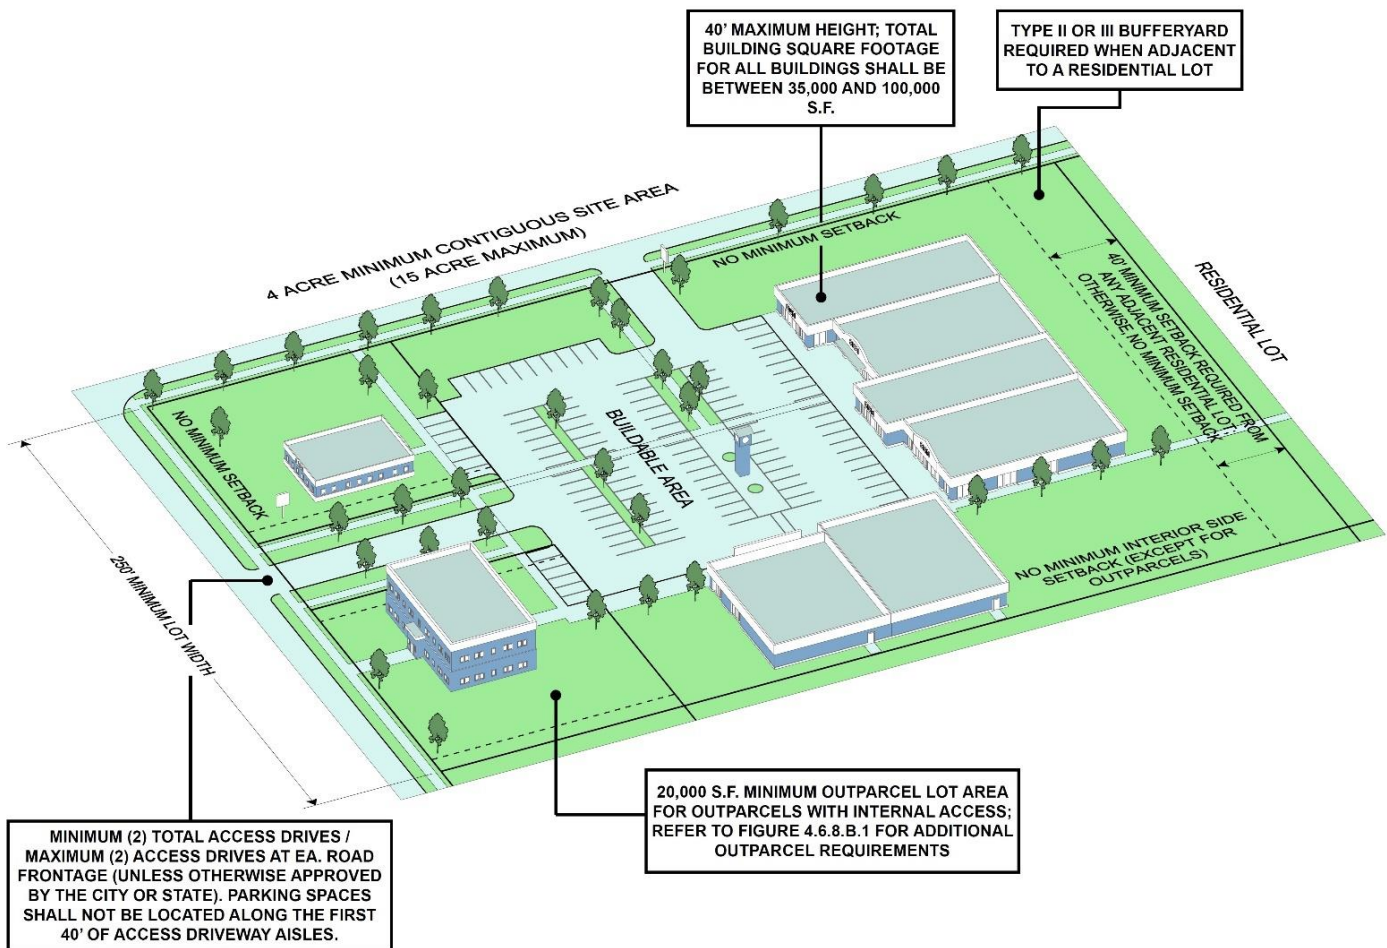 40' MAXIMUM HEIGHT; TOTAL
BUILDING SQUARE FOOTAGE
FOR ALL BUILDINGS SHALL BE
BETWEEN 35,000 AND 100,000
S.F.
TYPE II OR III BUFFERYARD
REQUIRED WHEN ADJACENT
TO A RESIDENTIAL LOT
4 ACRE MINIMUM CONTIGUOUS SITE AREA
(15 ACRE MAXIMUM)
NO MINIMUM SETBACK
RESIDENTIAL LOT
40' MINIMUM SETBACK REQUIRED FROM
ANY ADJACENT RESIDENTIAL LOT
OTHERWISE NO MINIMUM SETBACK
NO MINIMUM SETBACK
BUILDABLE AREA
250' MINIMUM LOT WIDTH
NO MINIMUM INTERIOR SIDE
SETBACK (EXCEPT FOR
OUTPARCELS)
20,000 S.F. MINIMUM OUTPARCEL LOT AREA
FOR OUTPARCELS WITH INTERNAL ACCESS;
REFER TO FIGURE 4.6.8.B.1 FOR ADDITIONAL
OUTPARCEL REQUIREMENTS
MINIMUM (2) TOTAL ACCESS DRIVES /
MAXIMUM (2) ACCESS DRIVES AT EA. ROAD
FRONTAGE (UNLESS OTHERWISE APPROVED
BY THE CITY OR STATE). PARKING SPACES
SHALL NOT BE LOCATED ALONG THE FIRST
40' OF ACCESS DRIVEWAY AISLES.